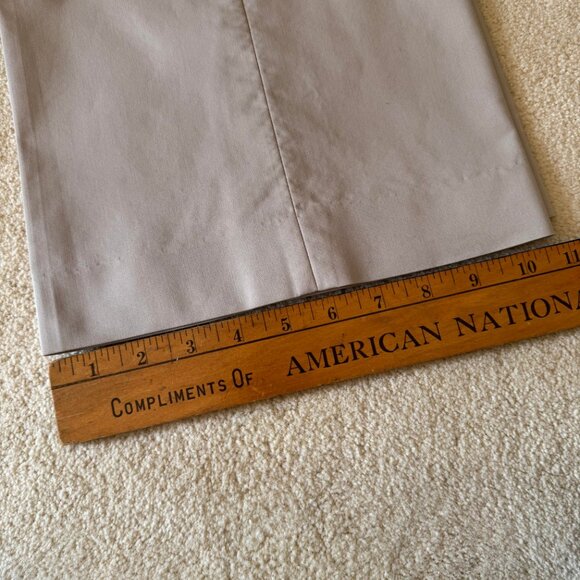 1 2 3 4 5 6 7 8 9 10 11
COMPLIMENTS OF AMERICAN NATIONA